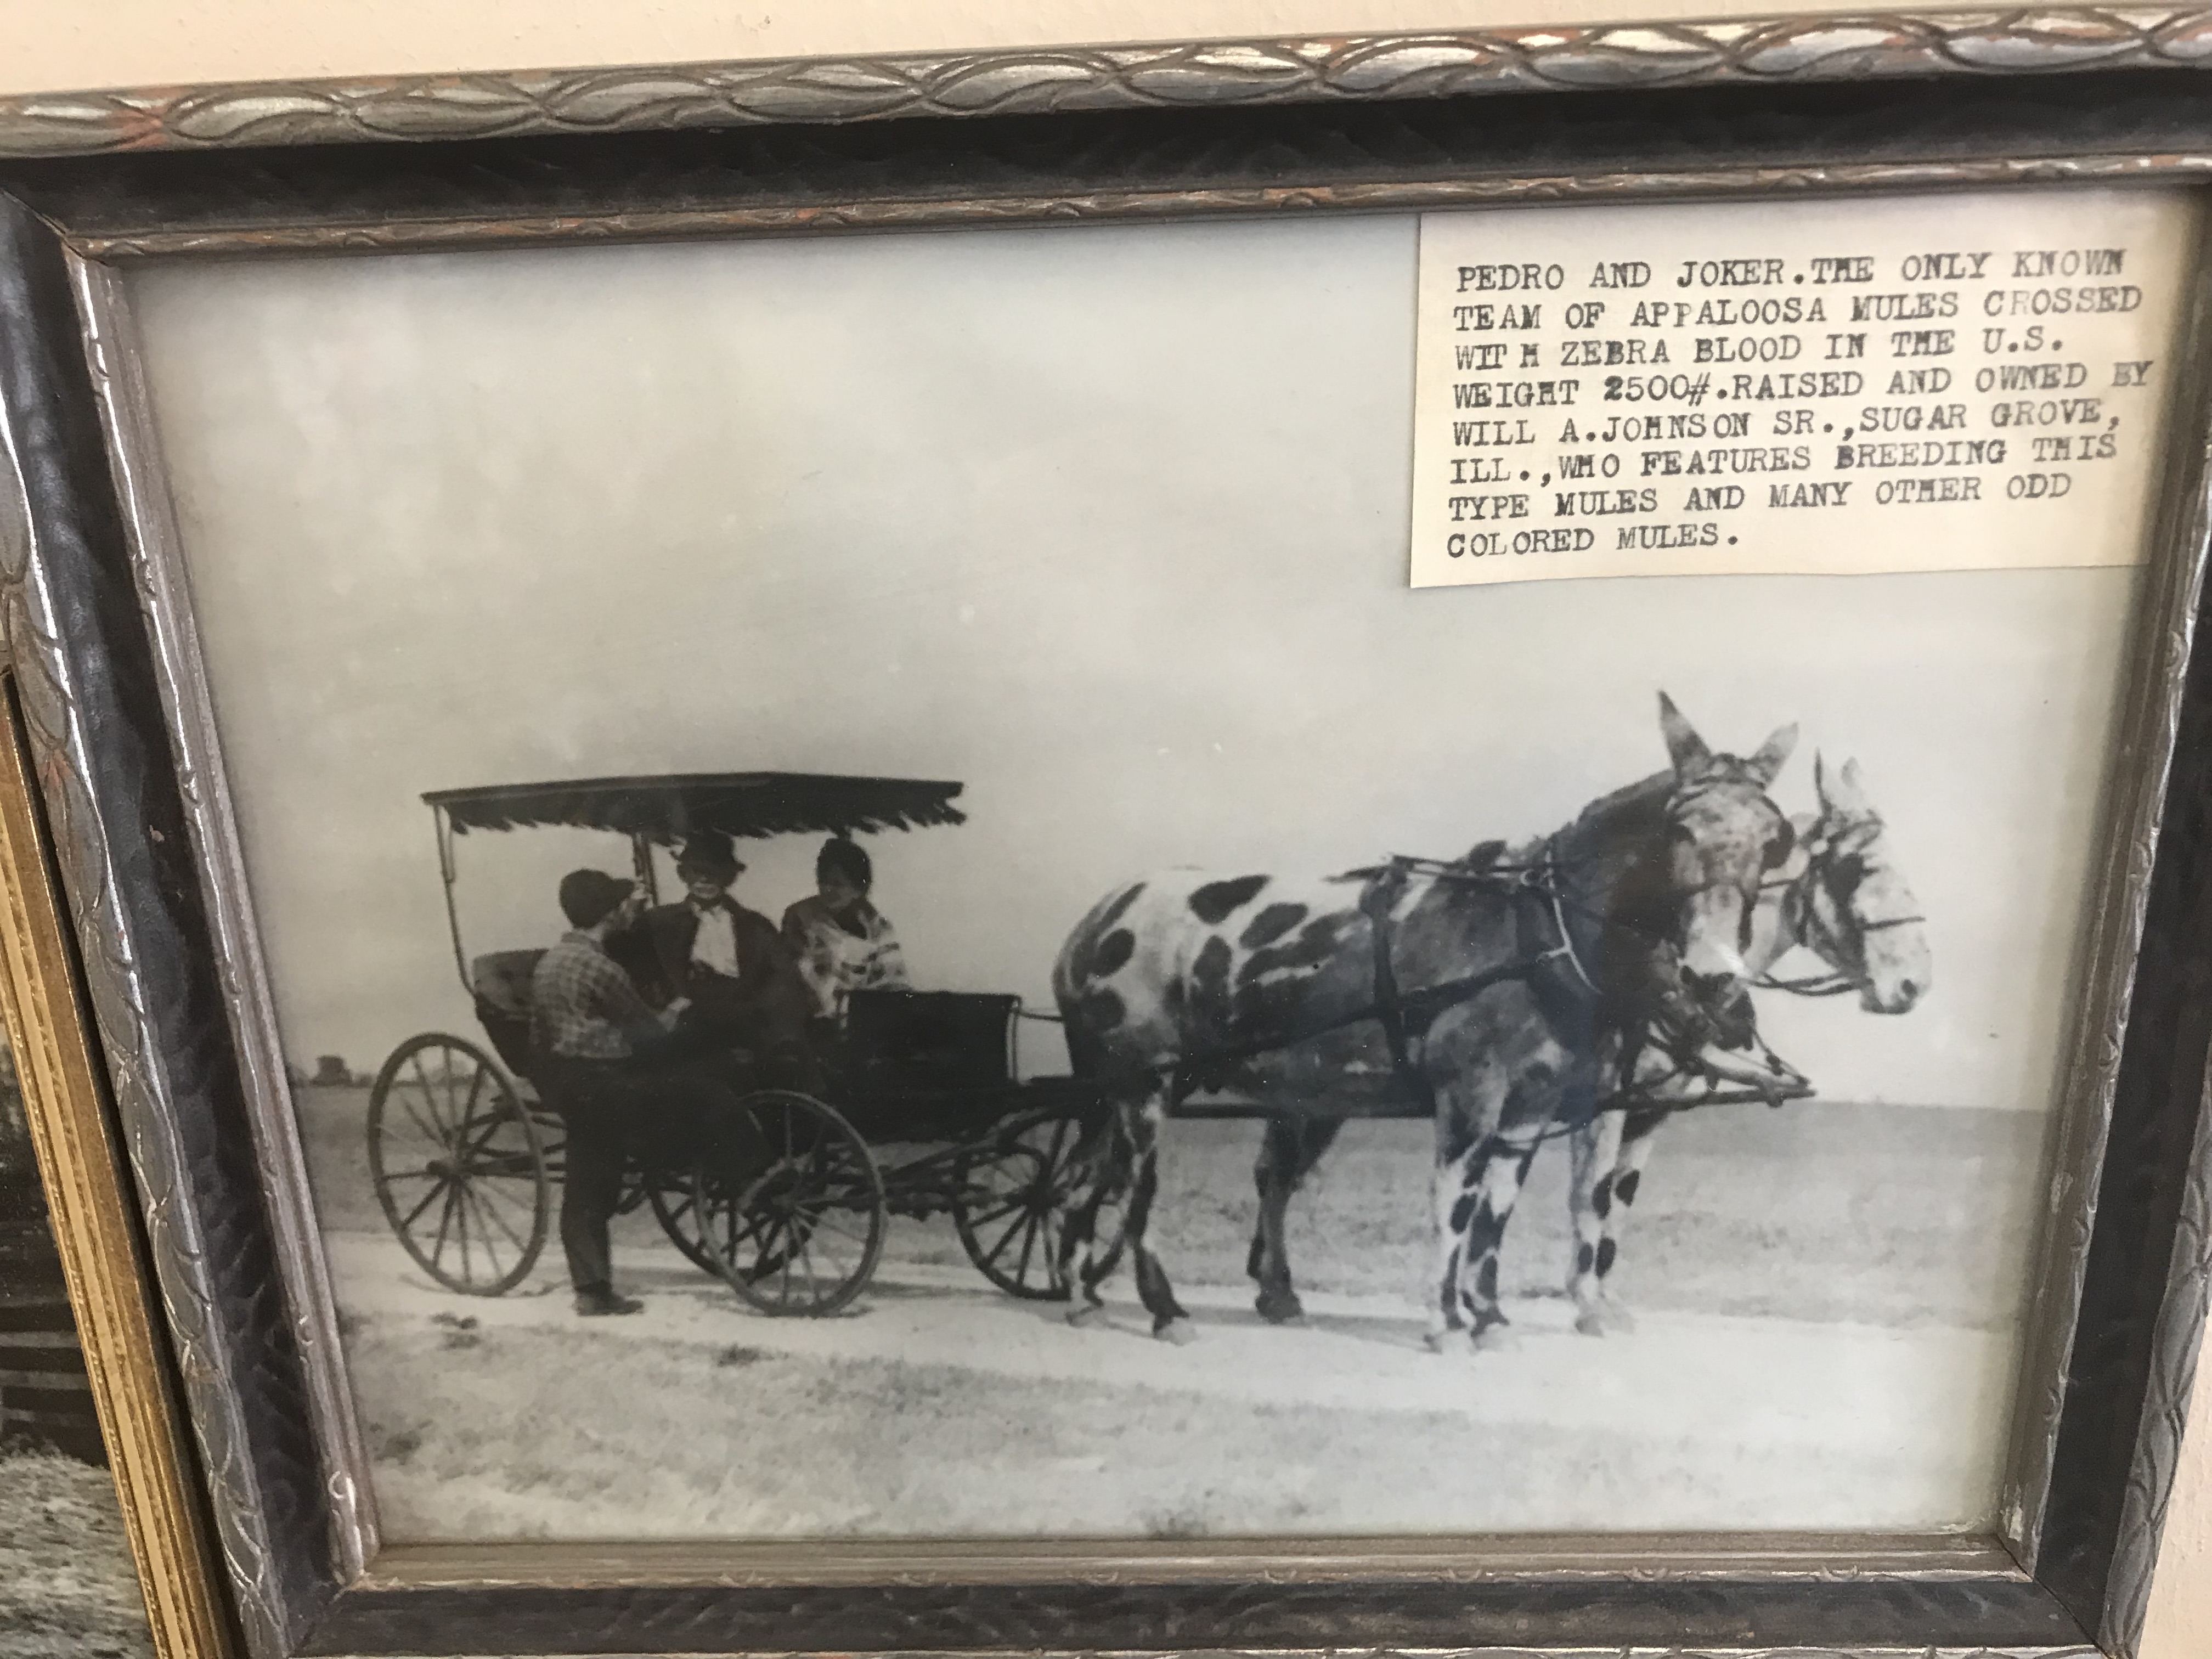 PEDRO AND JOKER.THE ONLY KNOWN
TEAM OF APPALOOSA MULES CROSSED
WITH ZEBRA BLOOD IN THE U.S.
WEIGHT 2500#.RAISED AND OWNED BY
WILL A.JOHNSON SR.,SUGAR GROVE,
ILL.,WHO FEATURES BREEDING THIS
TYPE MULES AND MANY OTHER ODD
COLORED MULES.